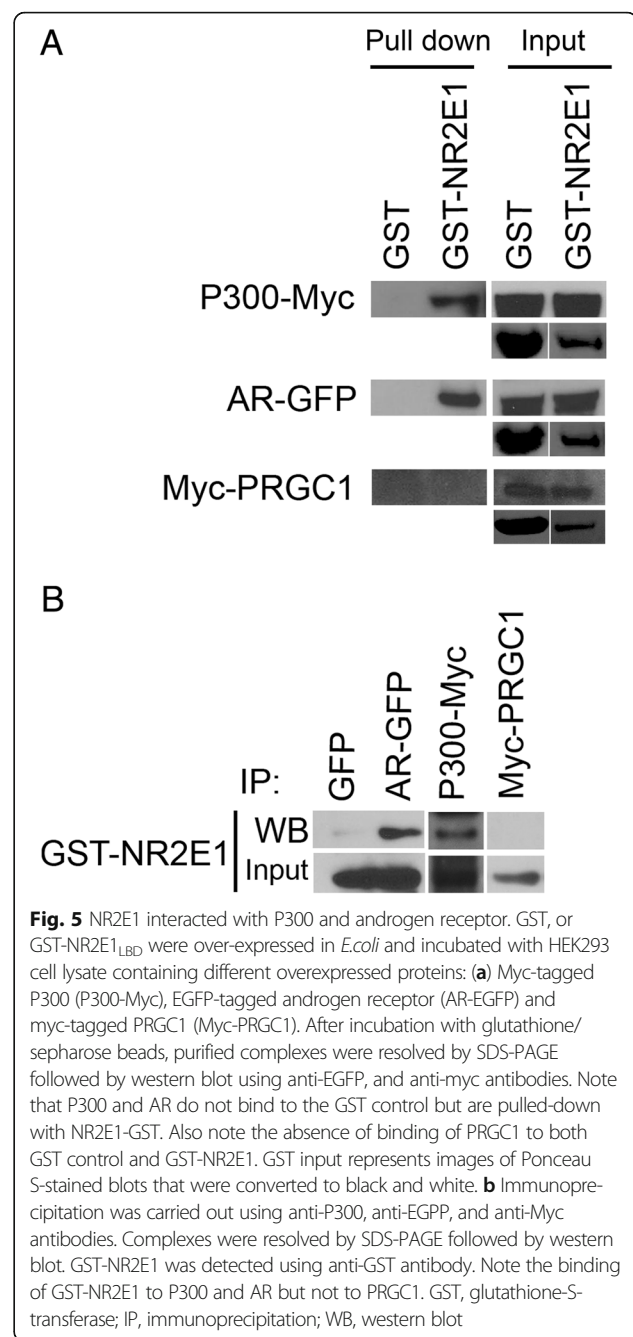 A
Pull down Input
GST GST-NR2E1 GST GST-NR2E1
P300-Myc
AR-GFP
Myc-PRGC1
B
IP: GFP AR-GFP P300-Myc Myc-PRGC1
GST-NR2E1 WB
Input
Fig. 5 NR2E1 interacted with P300 and androgen receptor. GST, or
GST-NR2E1LBD were over-expressed in E.coli and incubated with HEK293
cell lysate containing different overexpressed proteins: (a) Myc-tagged
P300 (P300-Myc), EGFP-tagged androgen receptor (AR-EGFP) and
myc-tagged PRGC1 (Myc-PRGC1). After incubation with glutathione/
sepharose beads, purified complexes were resolved by SDS-PAGE
followed by western blot using anti-EGFP, and anti-myc antibodies. Note
that P300 and AR do not bind to the GST control but are pulled-down
with NR2E1-GST. Also note the absence of binding of PRGC1 to both
GST control and GST-NR2E1. GST input represents images of Ponceau
S-stained blots that were converted to black and white. b Immunopre-
cipitation was carried out using anti-P300, anti-EGPP, and anti-Myc
antibodies. Complexes were resolved by SDS-PAGE followed by western
blot. GST-NR2E1 was detected using anti-GST antibody. Note the binding
of GST-NR2E1 to P300 and AR but not to PRGC1. GST, glutathione-S-
transferase; IP, immunoprecipitation; WB, western blot